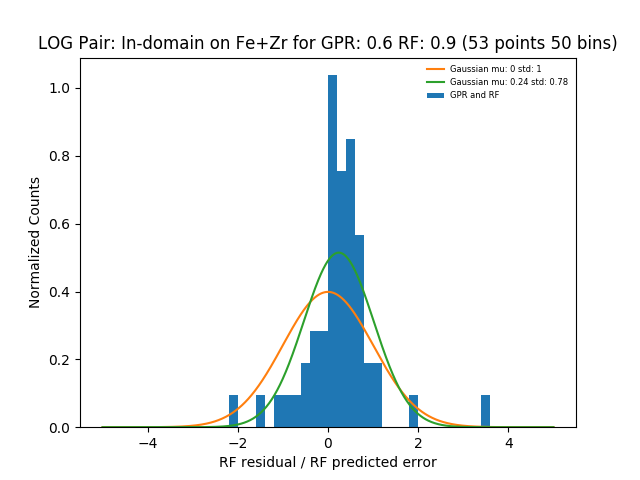 LOG Pair: In-domain on Fe+Zr for GPR: 0.6 RF: 0.9 (53 points 50 bins)
Gaussian mu: 0 std: 1
Gaussian mu: 0.24 std: 0.78
GPR and RF
Normalized Counts
1.0
0.8
0.6
0.4
0.2
0.0
−4 −2 0 2 4
RF residual / RF predicted error